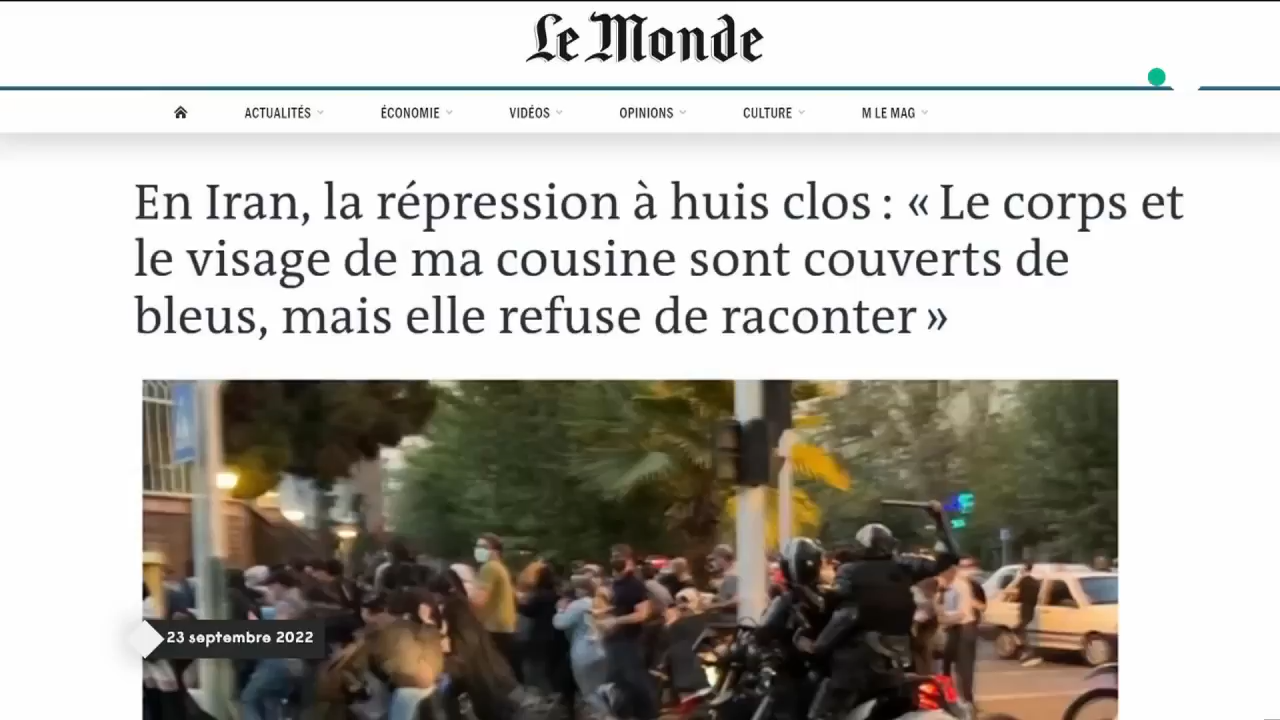 Le Monde
ACTUALITÉS ÉCONOMIE VIDÉOS OPINIONS CULTURE M LE MAG
En Iran, la répression à huis clos : « Le corps et
le visage de ma cousine sont couverts de
bleus, mais elle refuse de raconter »
23 septembre 2022